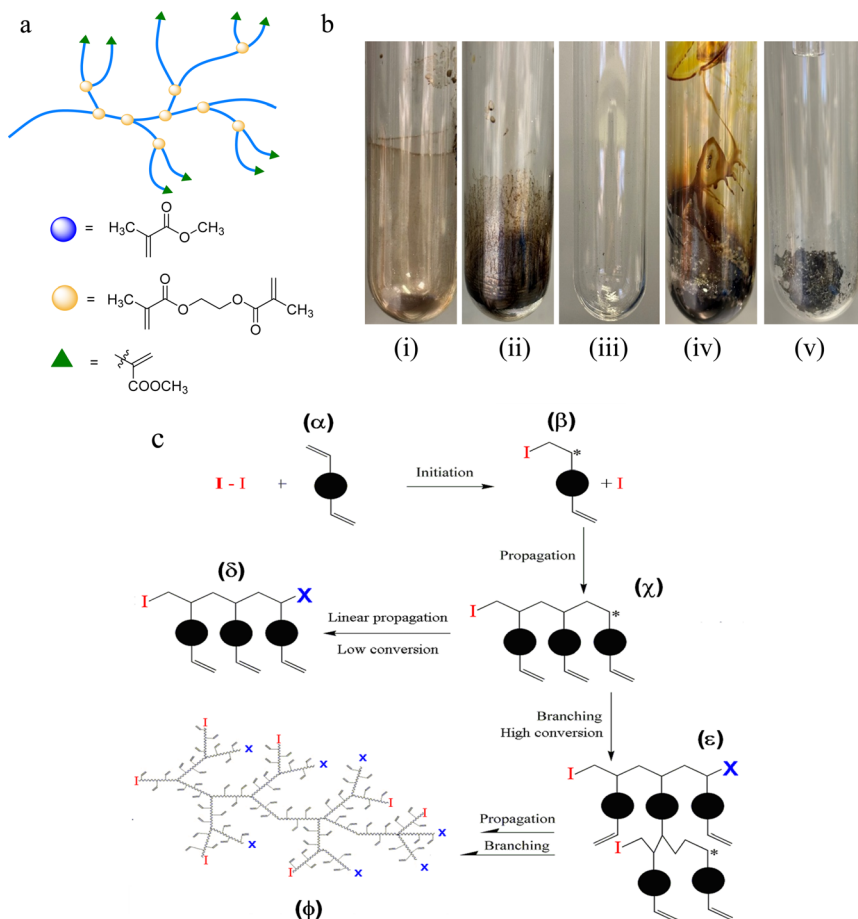 a
b
=
H₃C
O
O
CH₃
=
H₃C
O
O
O
O
CH₃
=
COOCH₃
(i)
(ii)
(iii)
(iv)
(v)
c
(α)
(β)
I - I
+
Initiation
I
*
+ I
Propagation
(δ)
(χ)
I
X
Linear propagation
Low conversion
I
*
Branching
High conversion
(ε)
I
X
I
I
X
X
I
X
I
I
X
X
X
I
I
X
Propagation
Branching
I
*
(ϕ)